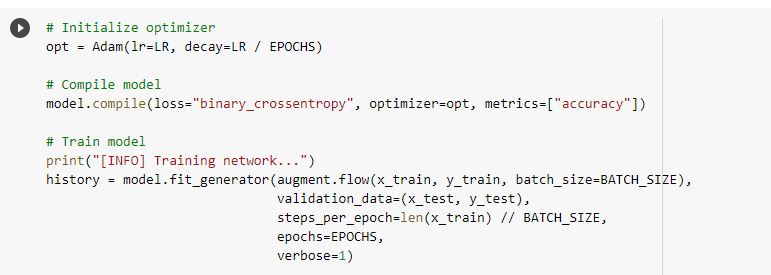 # Initialize optimizer
opt = Adam(lr=LR, decay=LR / EPOCHS)
# Compile model
model.compile(loss="binary_crossentropy", optimizer=opt, metrics=["accuracy"])
# Train model
print("[INFO] Training network...")
history = model.fit_generator(augment.flow(x_train, y_train, batch_size=BATCH_SIZE),
validation_data=(x_test, y_test),
steps_per_epoch=len(x_train) // BATCH_SIZE,
epochs=EPOCHS,
verbose=1)